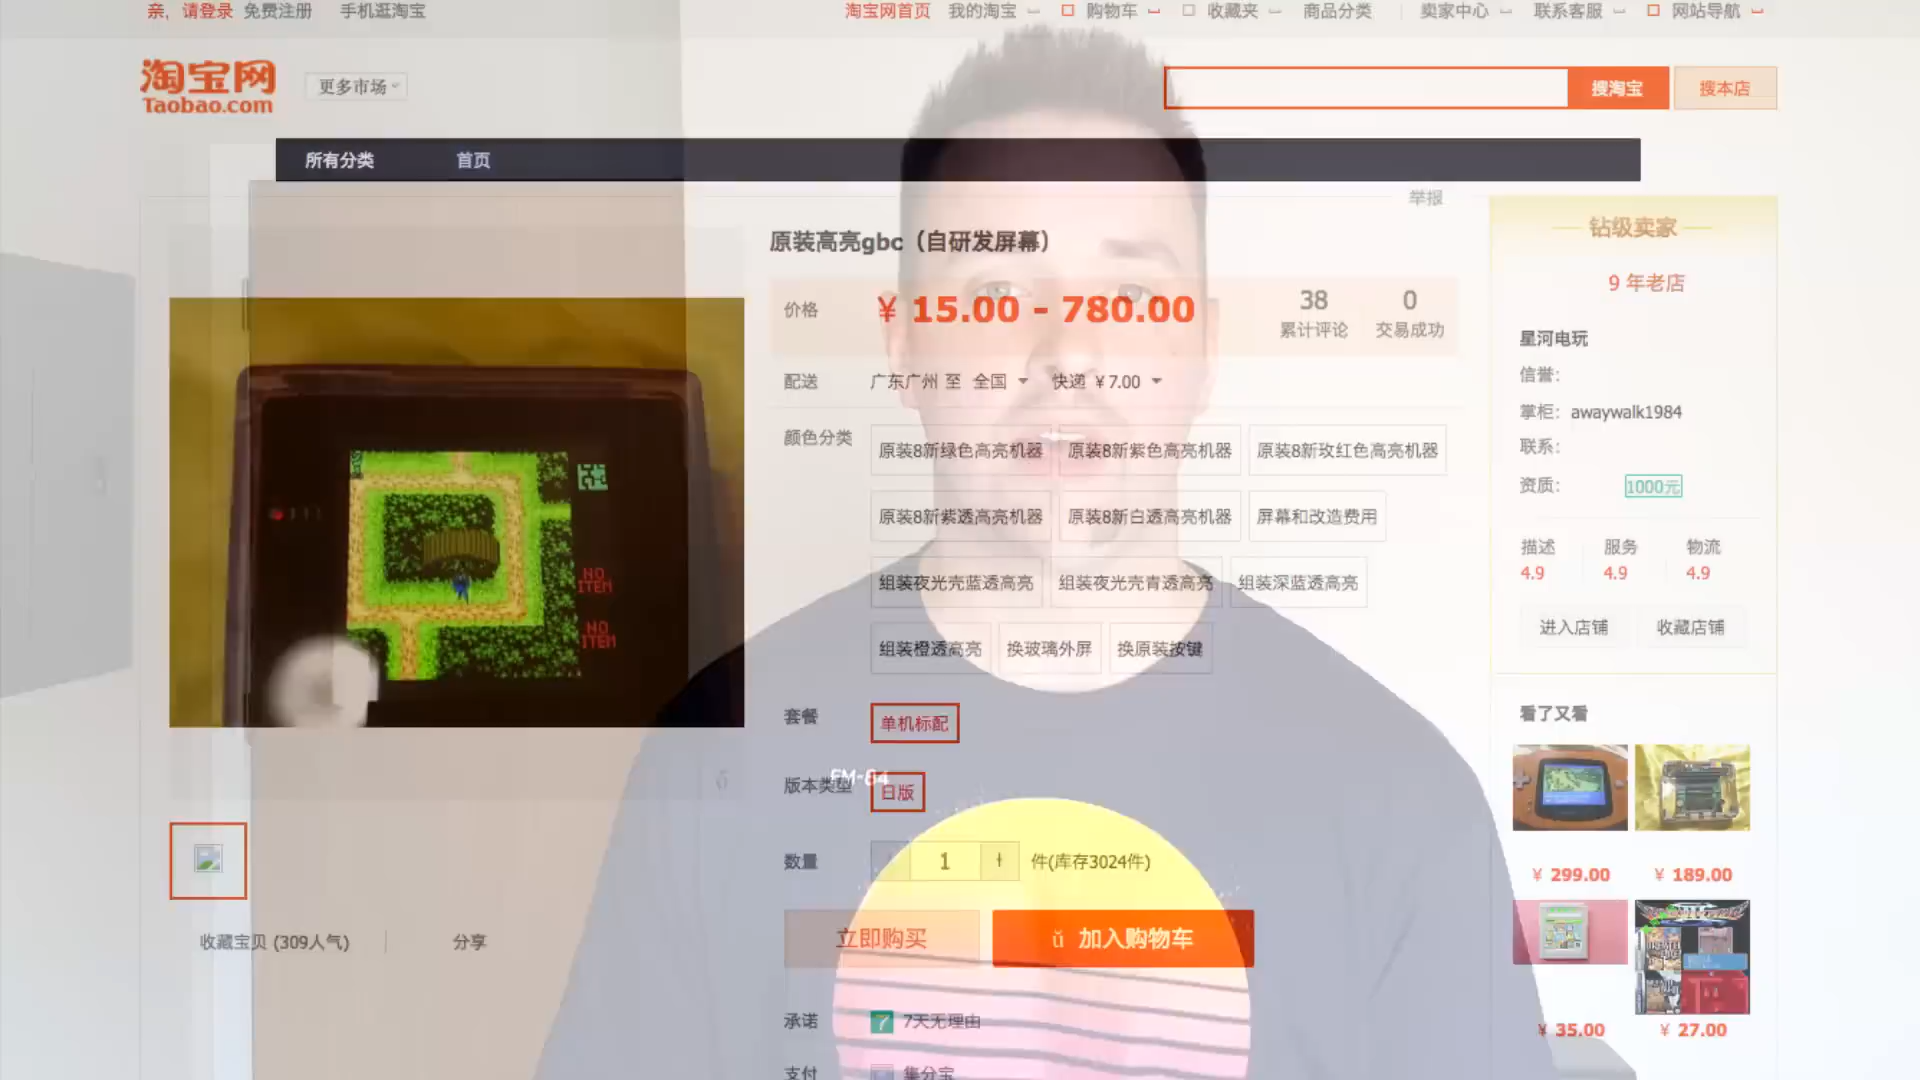 亲，请登录 免费注册 手机逛淘宝
淘宝网首页 我的淘宝 购物车 收藏夹 商品分类 卖家中心 联系客服 网站导航
淘宝网
Taobao.com
更多市场
搜淘宝
搜本店
所有分类 首页
举报
原装高亮gbc（自研发屏幕）
价格
¥ 15.00 - 780.00
38
累计评论
0
交易成功
配送
广东广州 至 全国
快递 ¥7.00
颜色分类
原装8新绿色高亮机器
原装8新紫色高亮机器
原装8新玫红色高亮机器
原装8新紫透高亮机器
原装8新白透高亮机器
屏幕和改造费用
组装夜光壳蓝透高亮
组装夜光壳青透高亮
组装深蓝透高亮
组装橙透高亮
换玻璃外屏
换原装按键
套餐
单机标配
版本类型
日版
FM-84
数量
1
件(库存3024件)
立即购买
ŭ 加入购物车
承诺
7天无理由
支付
集分宝
NO
ITEM
NO
ITEM
收藏宝贝 (309人气)
分享
钻级卖家
9 年老店
星河电玩
信誉：
掌柜：awaywalk1984
联系：
资质：
1000元
描述 服务 物流
4.9 4.9 4.9
进入店铺
收藏店铺
看了又看
¥ 299.00
¥ 189.00
¥ 35.00
¥ 27.00